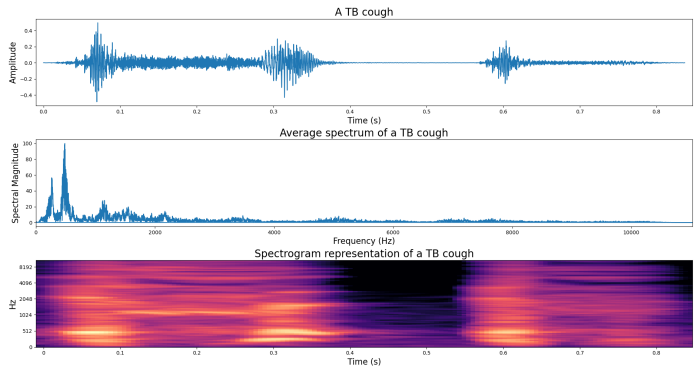 A TB cough
0.4
0.2
0.0
−0.2
−0.4
Amplitude
0.0 0.1 0.2 0.3 0.4 0.5 0.6 0.7 0.8
Time (s)
Average spectrum of a TB cough
100
80
60
40
20
0
Spectral Magnitude
0 2000 4000 6000 8000 10000
Frequency (Hz)
Spectrogram representation of a TB cough
8192
4096
2048
1024
512
0
Hz
0 0.1 0.2 0.3 0.4 0.5 0.6 0.7 0.8
Time (s)